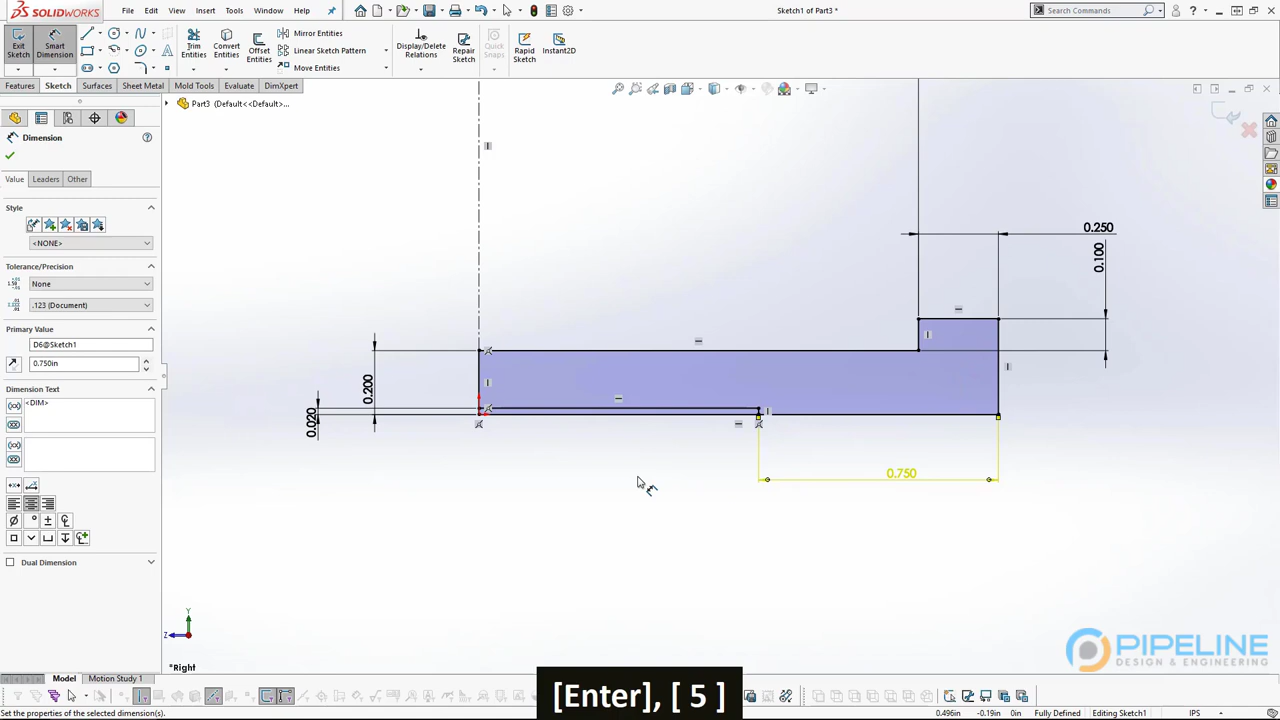 SOLIDWORKS
File Edit View Insert Tools Window Help
Sketch1 of Part3 *
Search Commands
Exit Sketch
Smart Dimension
Trim Entities
Convert Entities
Offset Entities
Mirror Entities
Linear Sketch Pattern
Move Entities
Display/Delete Relations
Repair Sketch
Quick Snaps
Rapid Sketch
Instant2D
Features Sketch Surfaces Sheet Metal Mold Tools Evaluate DimXpert
Part3 (Default<<Default>...
Dimension
Value Leaders Other
Style
<NONE>
Tolerance/Precision
None
.123 (Document)
Primary Value
D6@Sketch1
0.750in
Dimension Text
<DIM>
Dual Dimension
0.250
0.100
0.200
0.020
0.750
Y
Z
*Right
PIPELINE
DESIGN & ENGINEERING
[Enter], [ 5 ]
Model Motion Study 1
Set the properties of the selected dimension(s).
0.496in -0.19in 0in Fully Defined Editing Sketch1 IPS